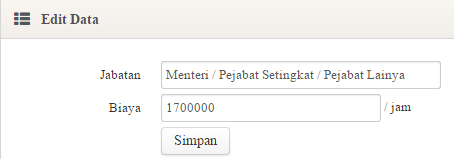 Edit Data
Jabatan Menteri / Pejabat Setingkat / Pejabat Lainya
Biaya 1700000 / jam
Simpan